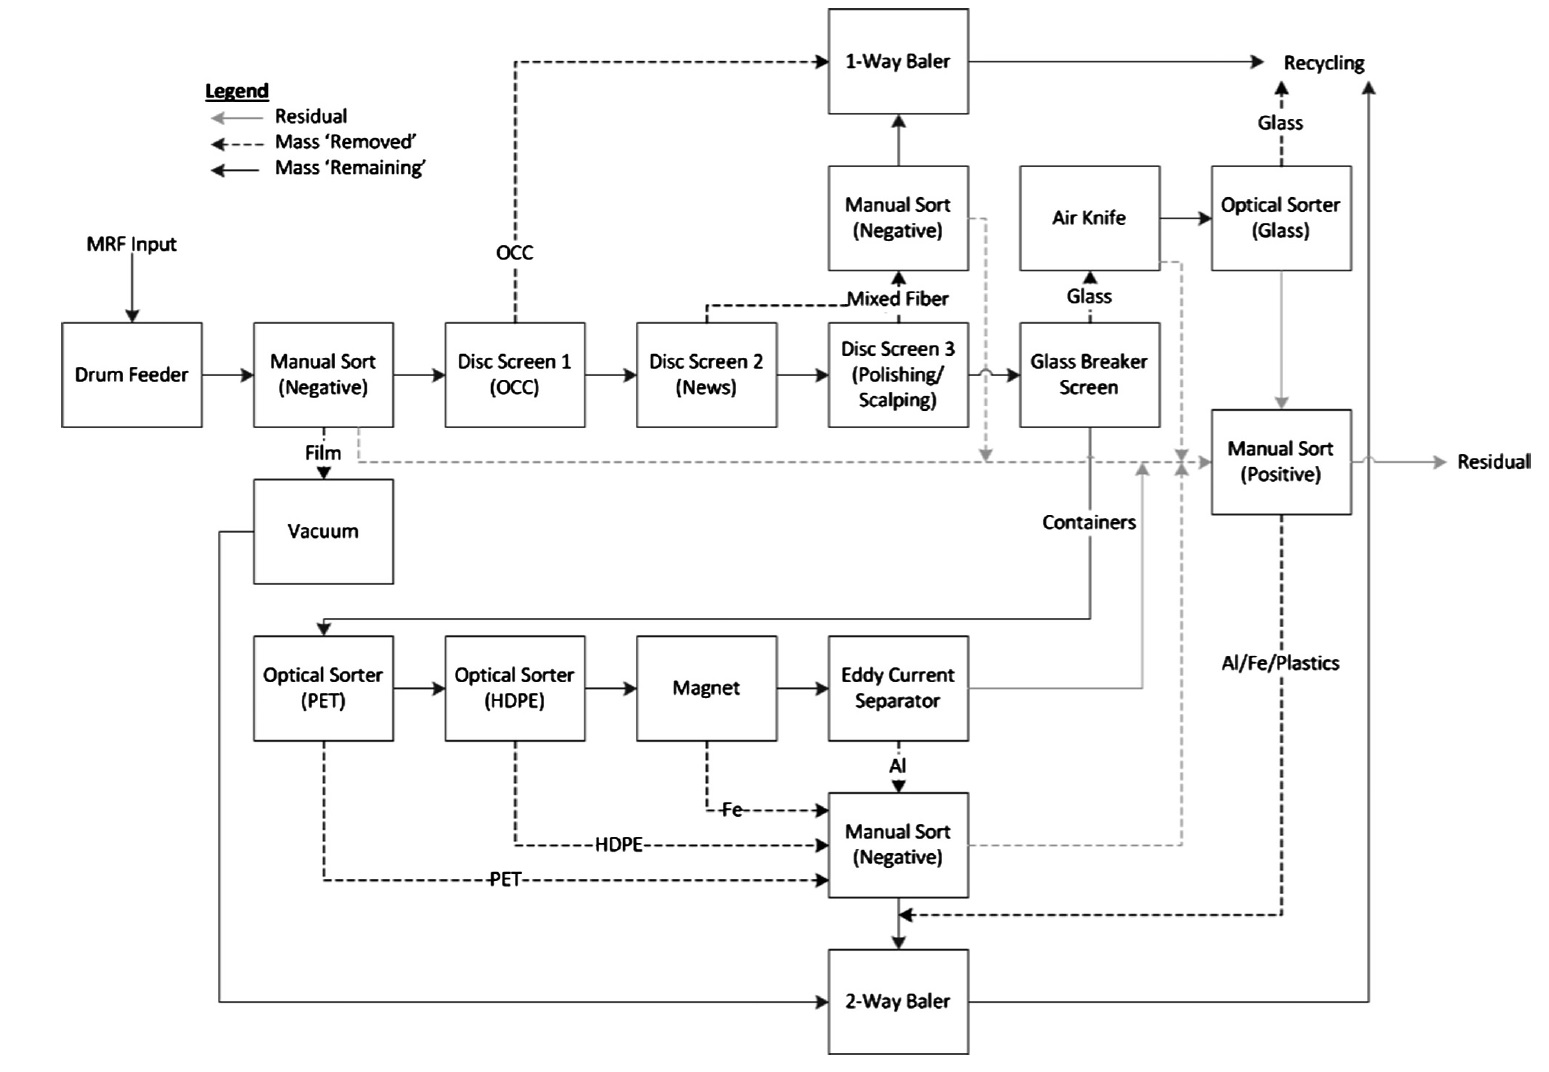 1-Way Baler
Recycling
Legend
Residual
Mass ‘Removed’
Mass ‘Remaining’
Glass
Manual Sort
(Negative)
Air Knife
Optical Sorter
(Glass)
MRF Input
OCC
Mixed Fiber
Glass
Drum Feeder
Manual Sort
(Negative)
Disc Screen 1
(OCC)
Disc Screen 2
(News)
Disc Screen 3
(Polishing/
Scalping)
Glass Breaker
Screen
Film
Manual Sort
(Positive)
Residual
Vacuum
Containers
Optical Sorter
(PET)
Optical Sorter
(HDPE)
Magnet
Eddy Current
Separator
Al/Fe/Plastics
Al
Fe
HDPE
PET
Manual Sort
(Negative)
2-Way Baler